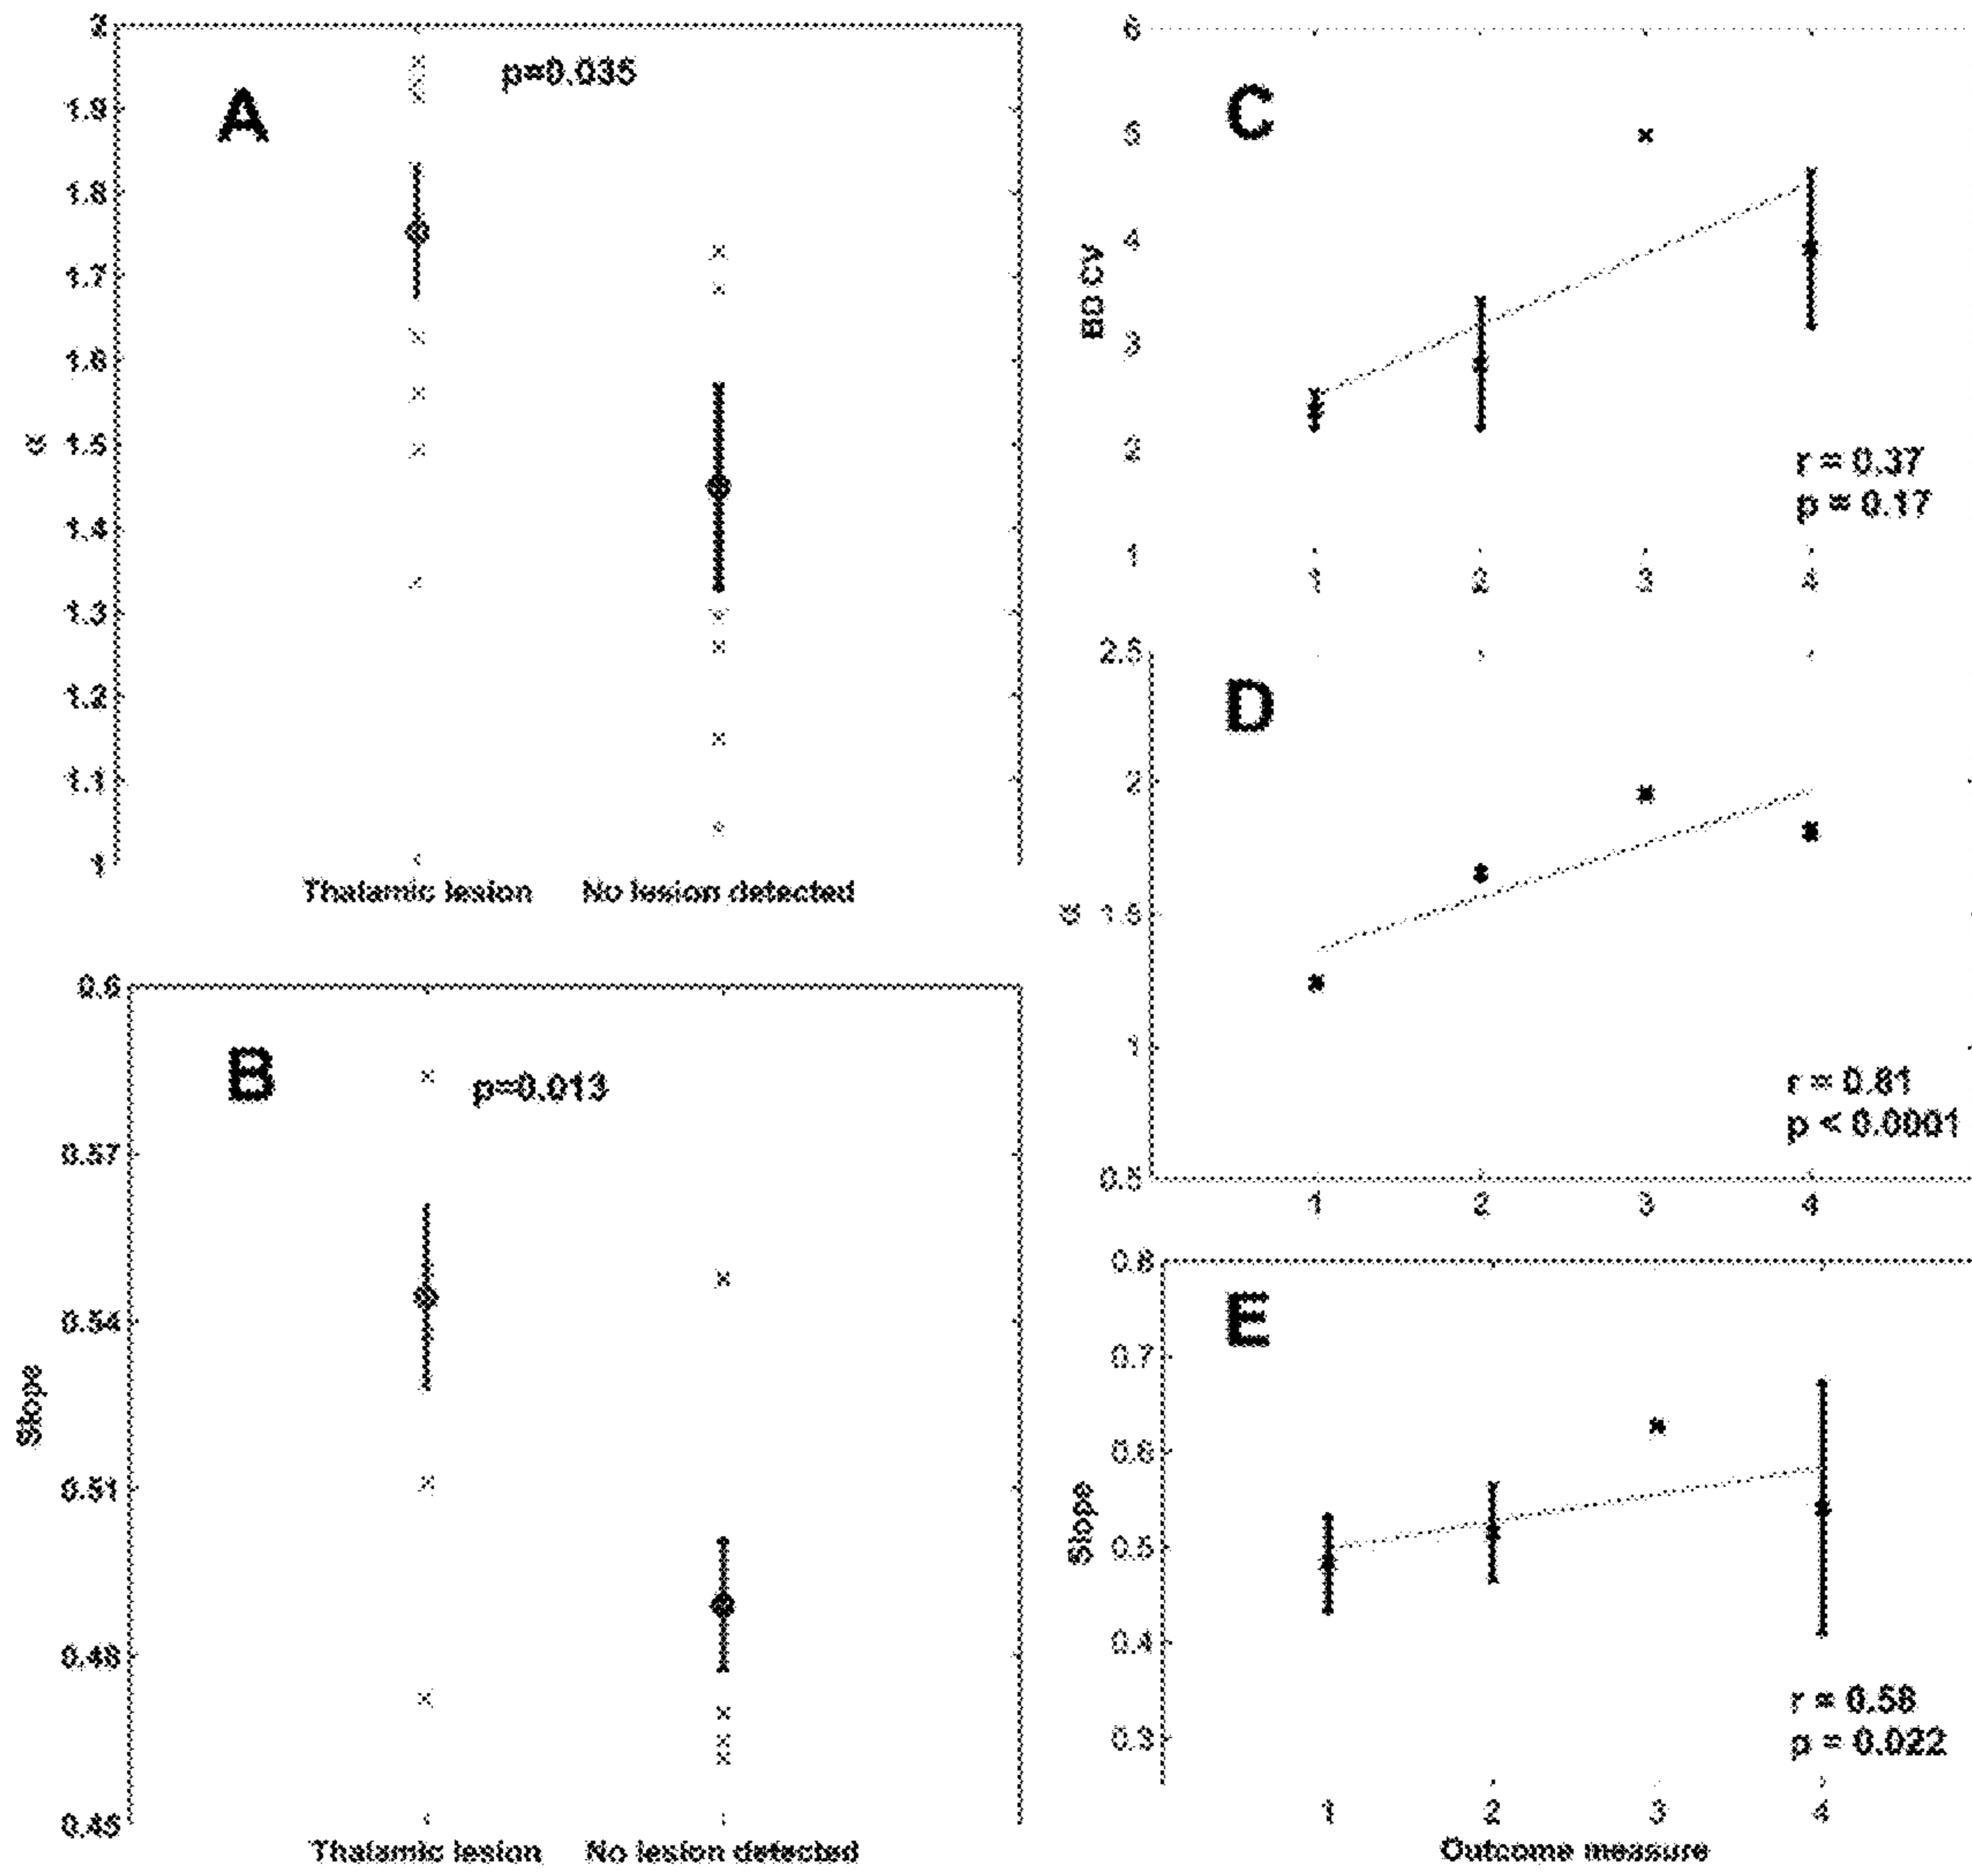 A
p=0.035
2
1.9
1.8
1.7
1.6
1.5
1.4
1.3
1.2
1.1
1
α
Thalamic lesion No lesion detected
B
p=0.013
0.6
0.57
0.54
0.51
0.48
0.45
Slope
Thalamic lesion No lesion detected
C
6
5
4
3
2
1
BD CV
r = 0.37
p = 0.17
1 2 3 4
D
2.5
2
1.5
1
0.5
α
r = 0.81
p < 0.0001
1 2 3 4
E
0.8
0.7
0.6
0.5
0.4
0.3
Slope
r = 0.58
p = 0.022
1 2 3 4
Outcome measure